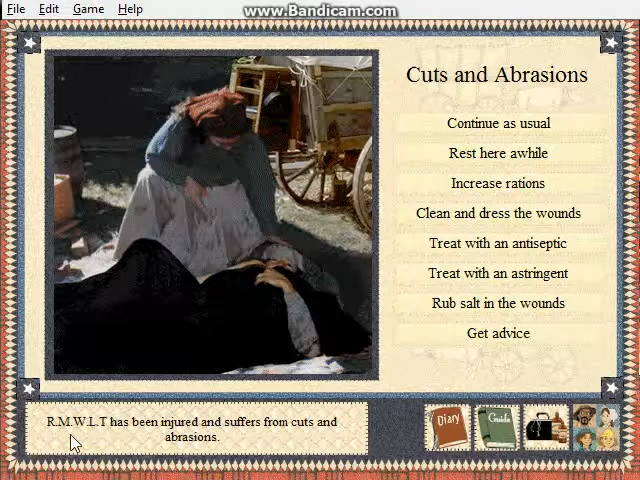 File Edit Game Help
www.Bandicam.com
Cuts and Abrasions
Continue as usual
Rest here awhile
Increase rations
Clean and dress the wounds
Treat with an antiseptic
Treat with an astringent
Rub salt in the wounds
Get advice
R.M.W.L.T has been injured and suffers from cuts and
abrasions.
Diary
Guide